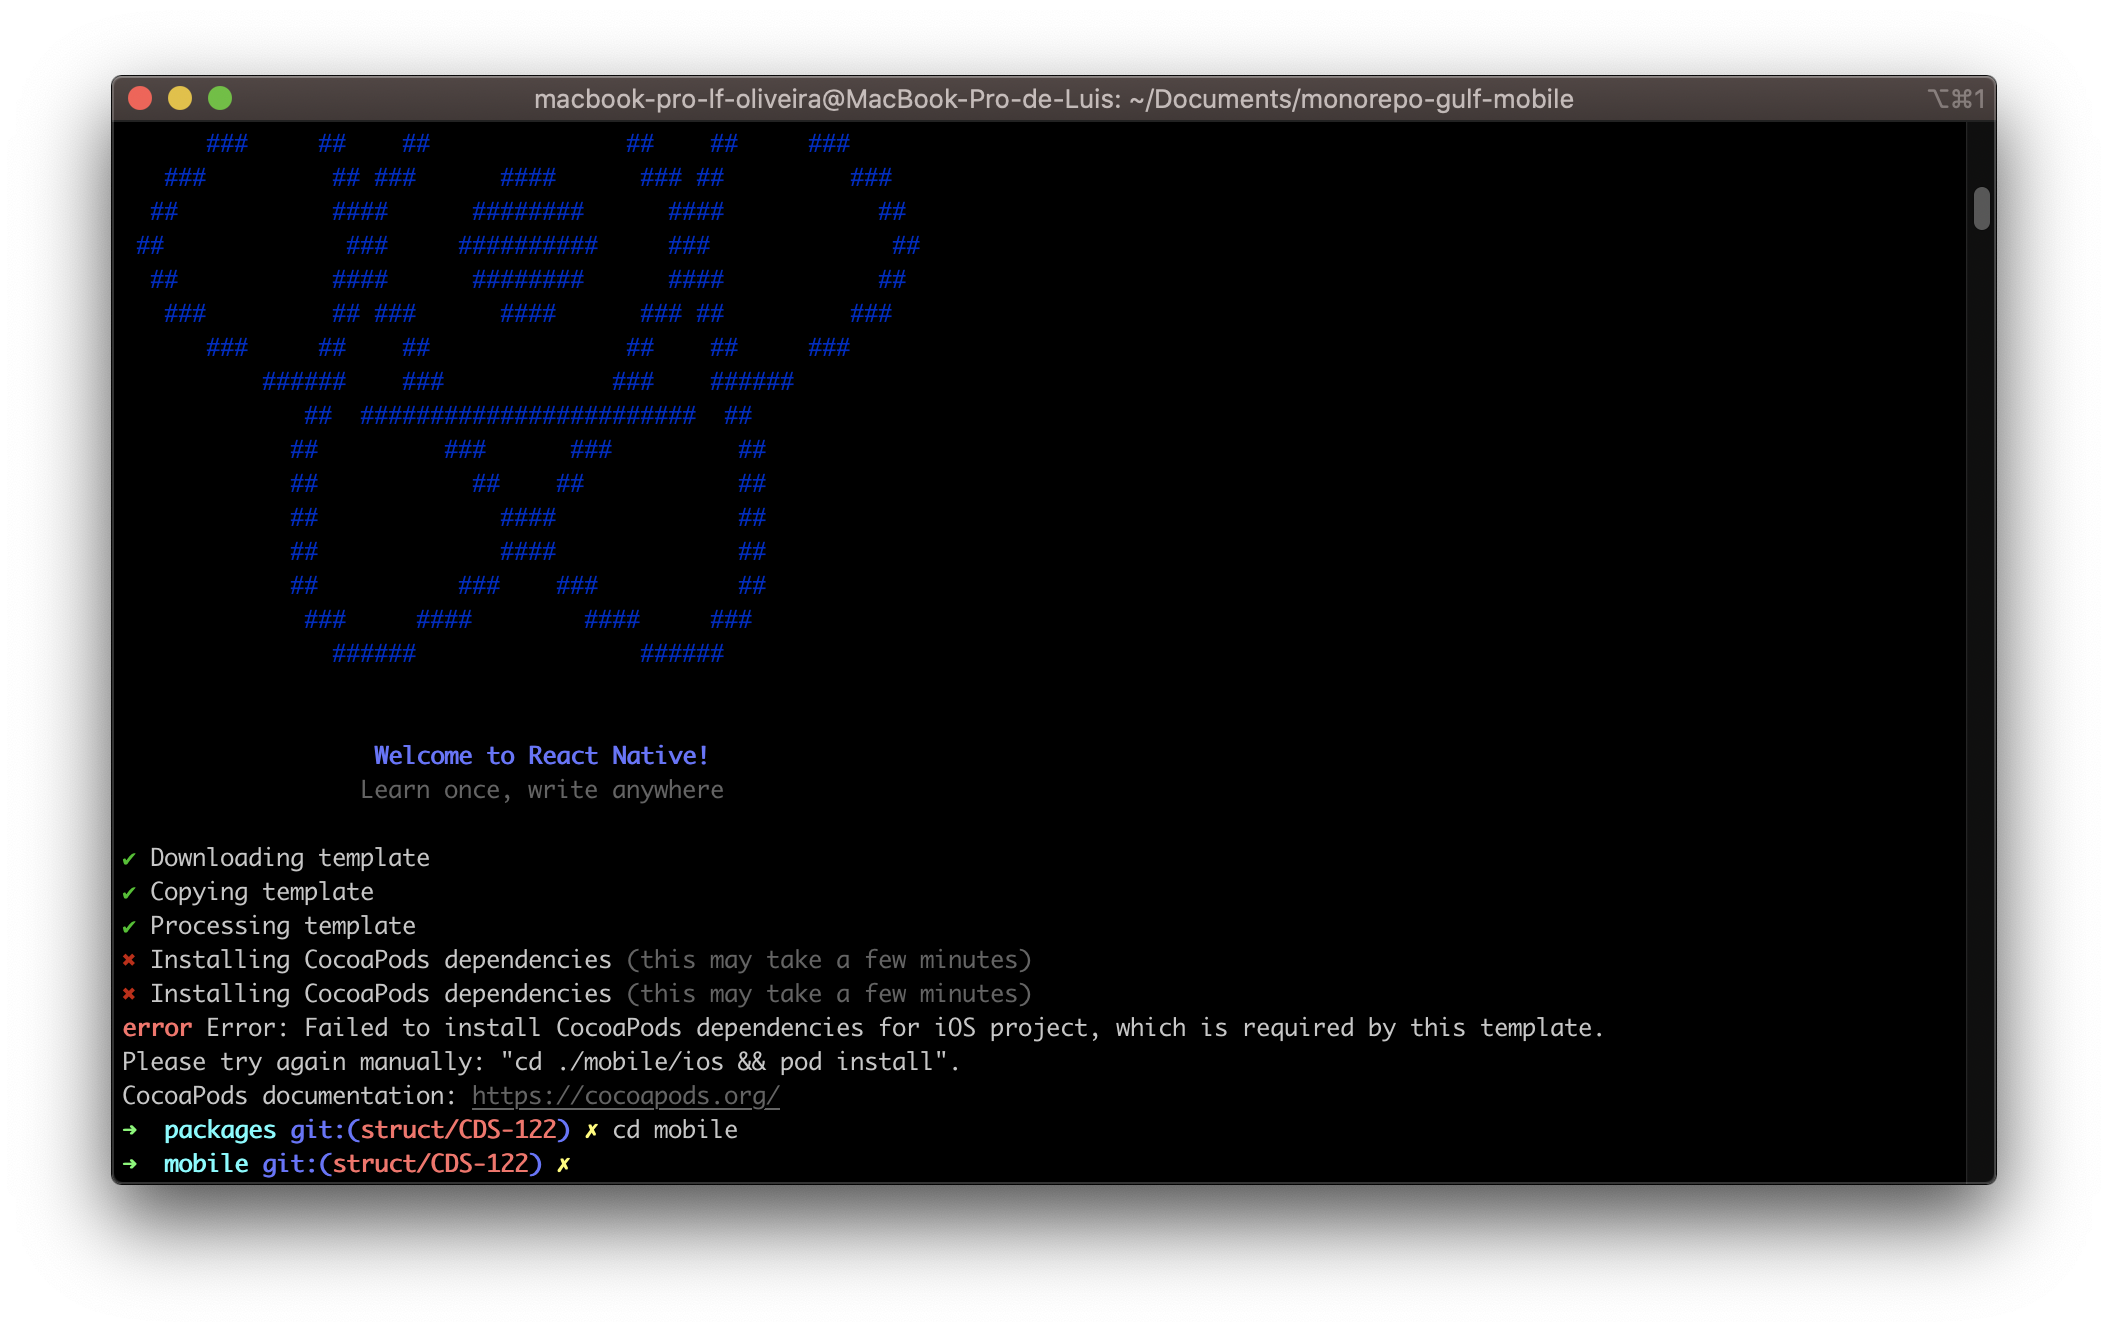 macbook-pro-lf-oliveira@MacBook-Pro-de-Luis: ~/Documents/monorepo-gulf-mobile ⌥⌘1
      ###     ##    ##              ##    ##     ###
   ###         ## ###      ####      ### ##         ###
  ##           ####      ########      ####           ##
 ##             ###     ##########     ###             ##
  ##           ####      ########      ####           ##
   ###         ## ###      ####      ### ##         ###
      ###     ##    ##              ##    ##     ###
          ######    ###            ###    ######
             ##  ########################  ##
            ##         ###      ###         ##
            ##           ##    ##           ##
            ##             ####             ##
            ##             ####             ##
            ##          ###    ###          ##
             ###     ####        ####     ###
               ######                ######
Welcome to React Native!
Learn once, write anywhere
✔ Downloading template
✔ Copying template
✔ Processing template
✖ Installing CocoaPods dependencies (this may take a few minutes)
✖ Installing CocoaPods dependencies (this may take a few minutes)
error Error: Failed to install CocoaPods dependencies for iOS project, which is required by this template.
Please try again manually: "cd ./mobile/ios && pod install".
CocoaPods documentation: https://cocoapods.org/
➜  packages git:(struct/CDS-122) ✗ cd mobile
➜  mobile git:(struct/CDS-122) ✗